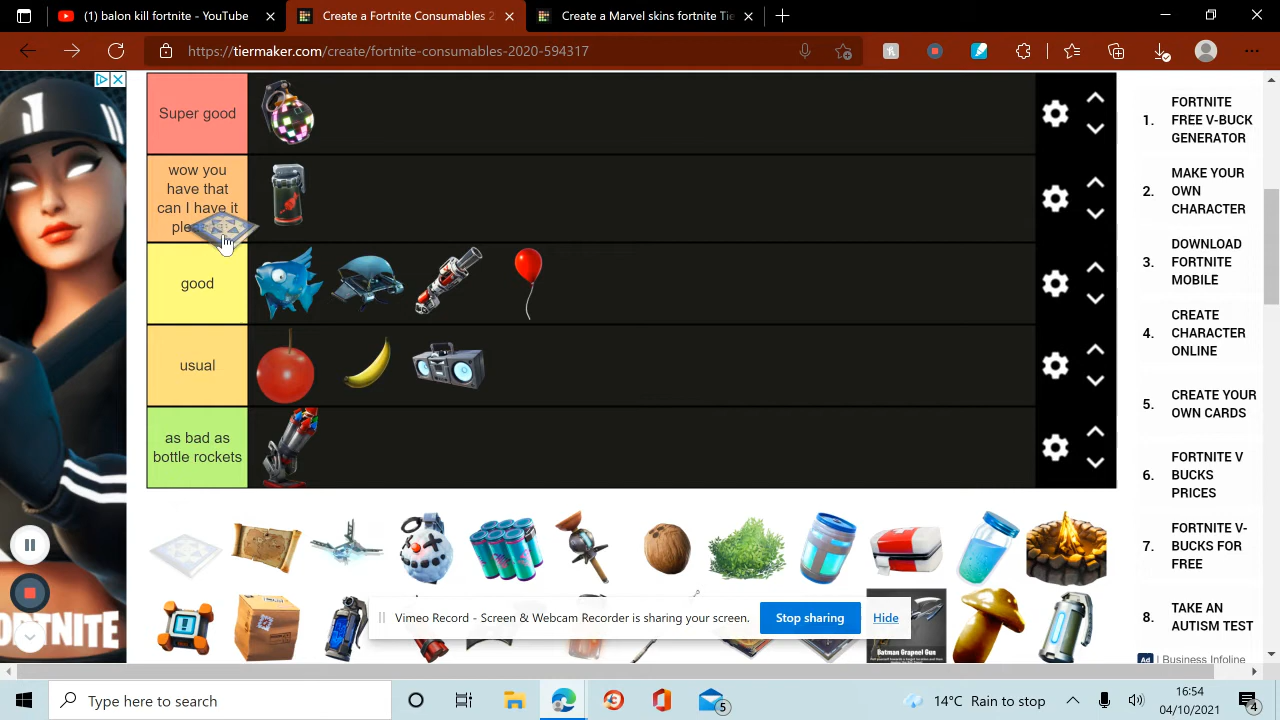 (1) balon kill fortnite - YouTube
Create a Fortnite Consumables 2
Create a Marvel skins fortnite Tie
https://tiermaker.com/create/fortnite-consumables-2020-594317
Super good
wow you
have that
can I have it
good
usual
as bad as
bottle rockets
FORTNITE
1. FORTNITE
FREE V-BUCK
GENERATOR
2. MAKE YOUR
OWN
CHARACTER
3. DOWNLOAD
FORTNITE
MOBILE
4. CREATE
CHARACTER
ONLINE
5. CREATE YOUR
OWN CARDS
6. FORTNITE V
BUCKS
PRICES
7. FORTNITE V-
BUCKS FOR
FREE
8. TAKE AN
AUTISM TEST
Ad | Business Infoline
Vimeo Record - Screen & Webcam Recorder is sharing your screen.
Stop sharing
Hide
Batman Grapnel Gun
Type here to search
5
14°C Rain to stop
16:54
04/10/2021
4